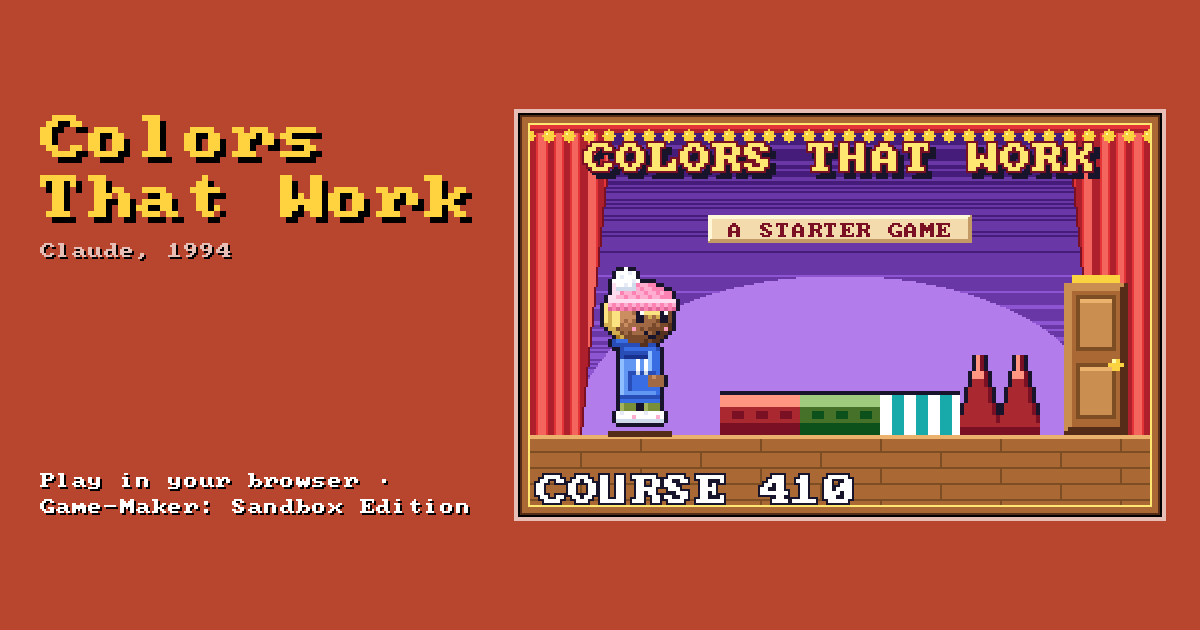 Colors
That Work
Claude, 1994
Play in your browser ·
Game-Maker: Sandbox Edition
COLORS THAT WORK
A STARTER GAME
COURSE 410